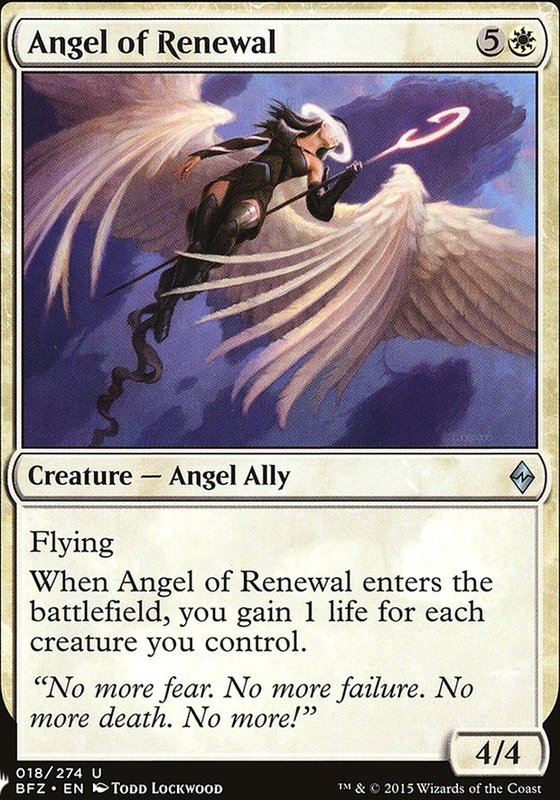 Angel of Renewal 5
Creature — Angel Ally
Flying
When Angel of Renewal enters the
battlefield, you gain 1 life for each
creature you control.
“No more fear. No more failure. No
more death. No more!”
4/4
018/274 U
BFZ • EN Todd Lockwood
™ & © 2015 Wizards of the Coast